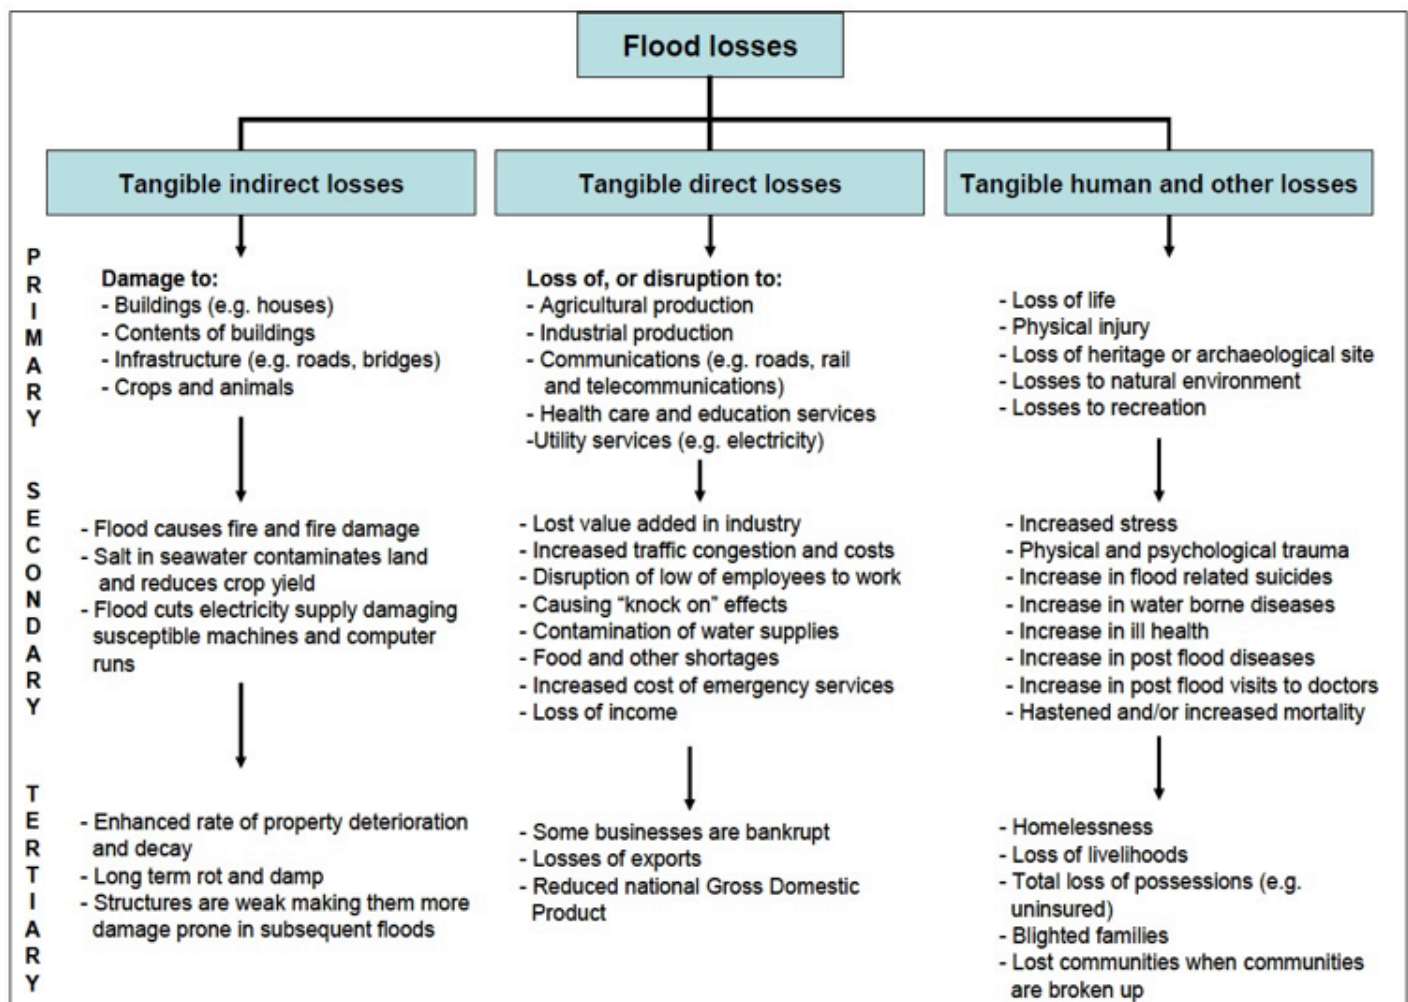 Flood losses
Tangible indirect losses
Tangible direct losses
Tangible human and other losses
PRIMARY
Damage to:
- Buildings (e.g. houses)
- Contents of buildings
- Infrastructure (e.g. roads, bridges)
- Crops and animals
Loss of, or disruption to:
- Agricultural production
- Industrial production
- Communications (e.g. roads, rail
and telecommunications)
- Health care and education services
-Utility services (e.g. electricity)
- Loss of life
- Physical injury
- Loss of heritage or archaeological site
- Losses to natural environment
- Losses to recreation
SECONDARY
- Flood causes fire and fire damage
- Salt in seawater contaminates land
and reduces crop yield
- Flood cuts electricity supply damaging
susceptible machines and computer
runs
- Lost value added in industry
- Increased traffic congestion and costs
- Disruption of low of employees to work
- Causing “knock on” effects
- Contamination of water supplies
- Food and other shortages
- Increased cost of emergency services
- Loss of income
- Increased stress
- Physical and psychological trauma
- Increase in flood related suicides
- Increase in water borne diseases
- Increase in ill health
- Increase in post flood diseases
- Increase in post flood visits to doctors
- Hastened and/or increased mortality
TERTIARY
- Enhanced rate of property deterioration
and decay
- Long term rot and damp
- Structures are weak making them more
damage prone in subsequent floods
- Some businesses are bankrupt
- Losses of exports
- Reduced national Gross Domestic
Product
- Homelessness
- Loss of livelihoods
- Total loss of possessions (e.g.
uninsured)
- Blighted families
- Lost communities when communities
are broken up